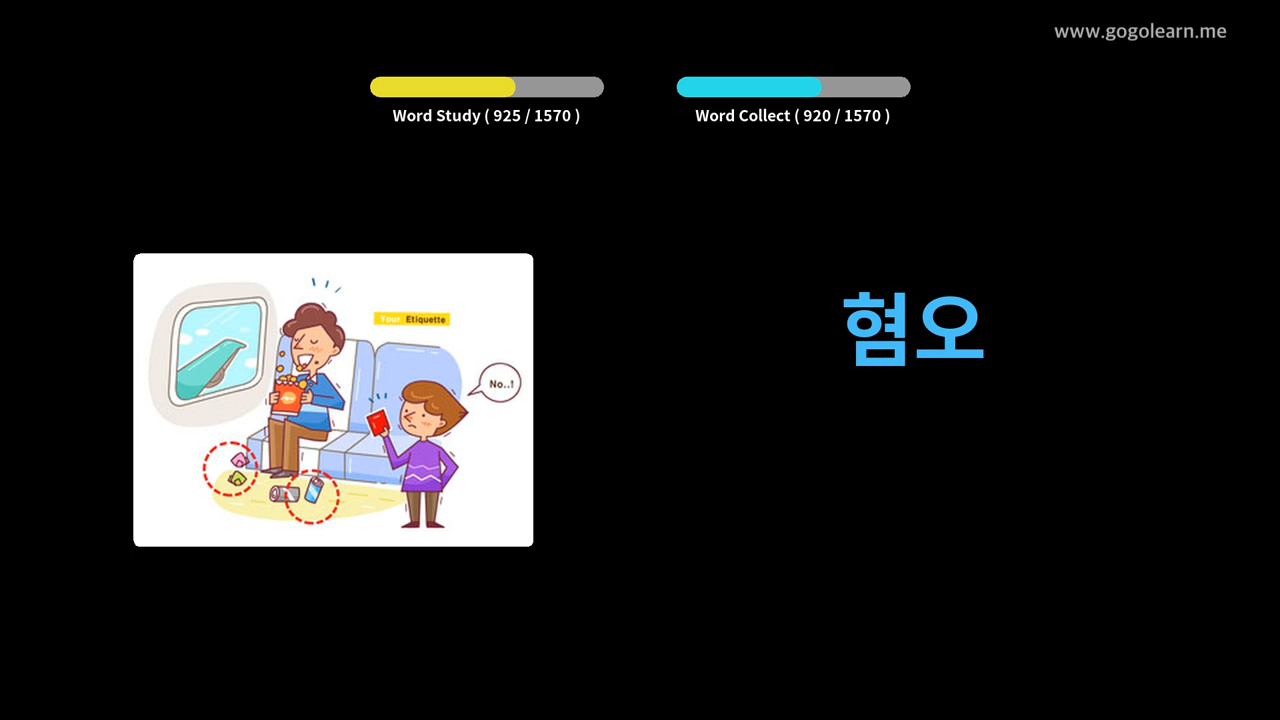 www.gogolearn.me
Word Study ( 925 / 1570 )
Word Collect ( 920 / 1570 )
Your Etiquette
No..!
혐오